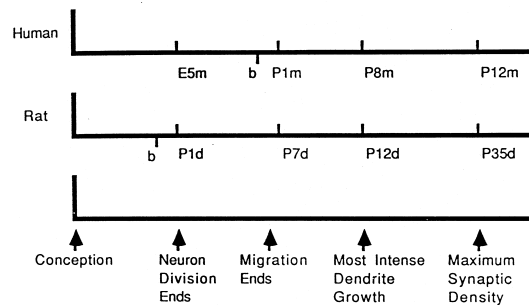 Human
E5m
b
P1m
P8m
P12m
Rat
b
P1d
P7d
P12d
P35d
Conception
Neuron
Division
Ends
Migration
Ends
Most Intense
Dendrite
Growth
Maximum
Synaptic
Density